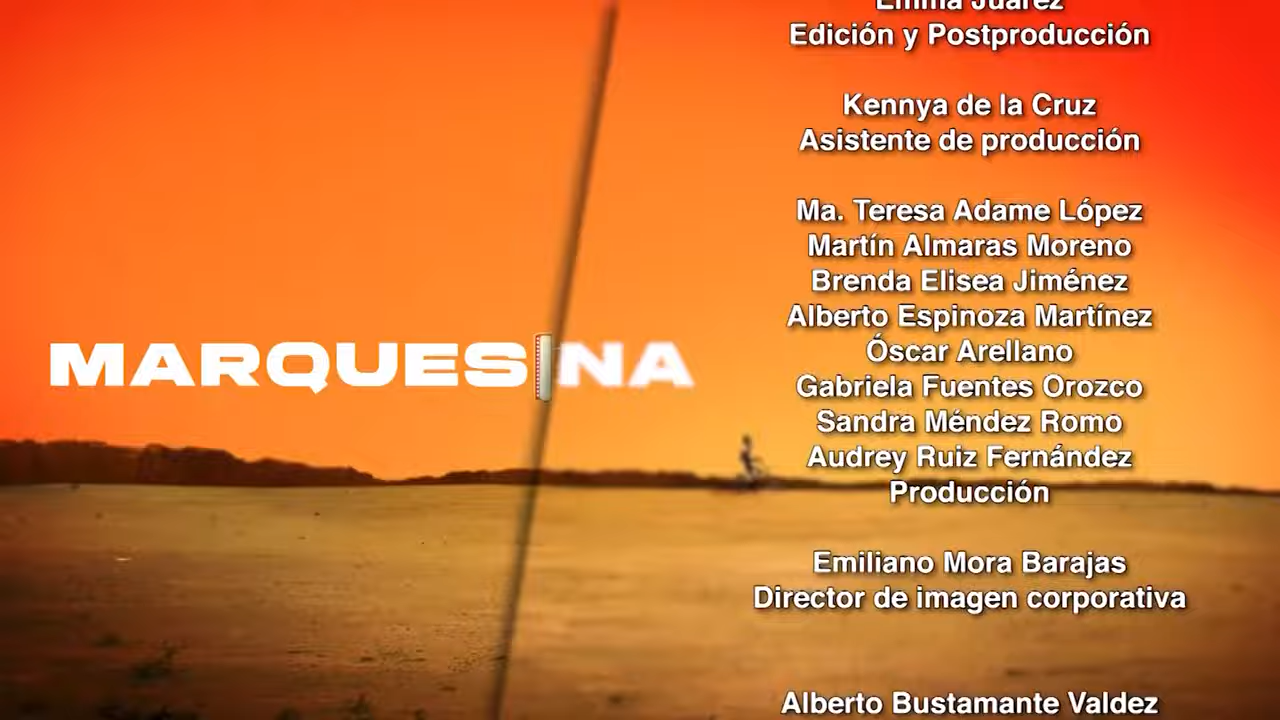 MARQUESINA
Emma Juárez
Edición y Postproducción
Kennya de la Cruz
Asistente de producción
Ma. Teresa Adame López
Martín Almaras Moreno
Brenda Elisea Jiménez
Alberto Espinoza Martínez
Óscar Arellano
Gabriela Fuentes Orozco
Sandra Méndez Romo
Audrey Ruiz Fernández
Producción
Emiliano Mora Barajas
Director de imagen corporativa
Alberto Bustamante Valdez